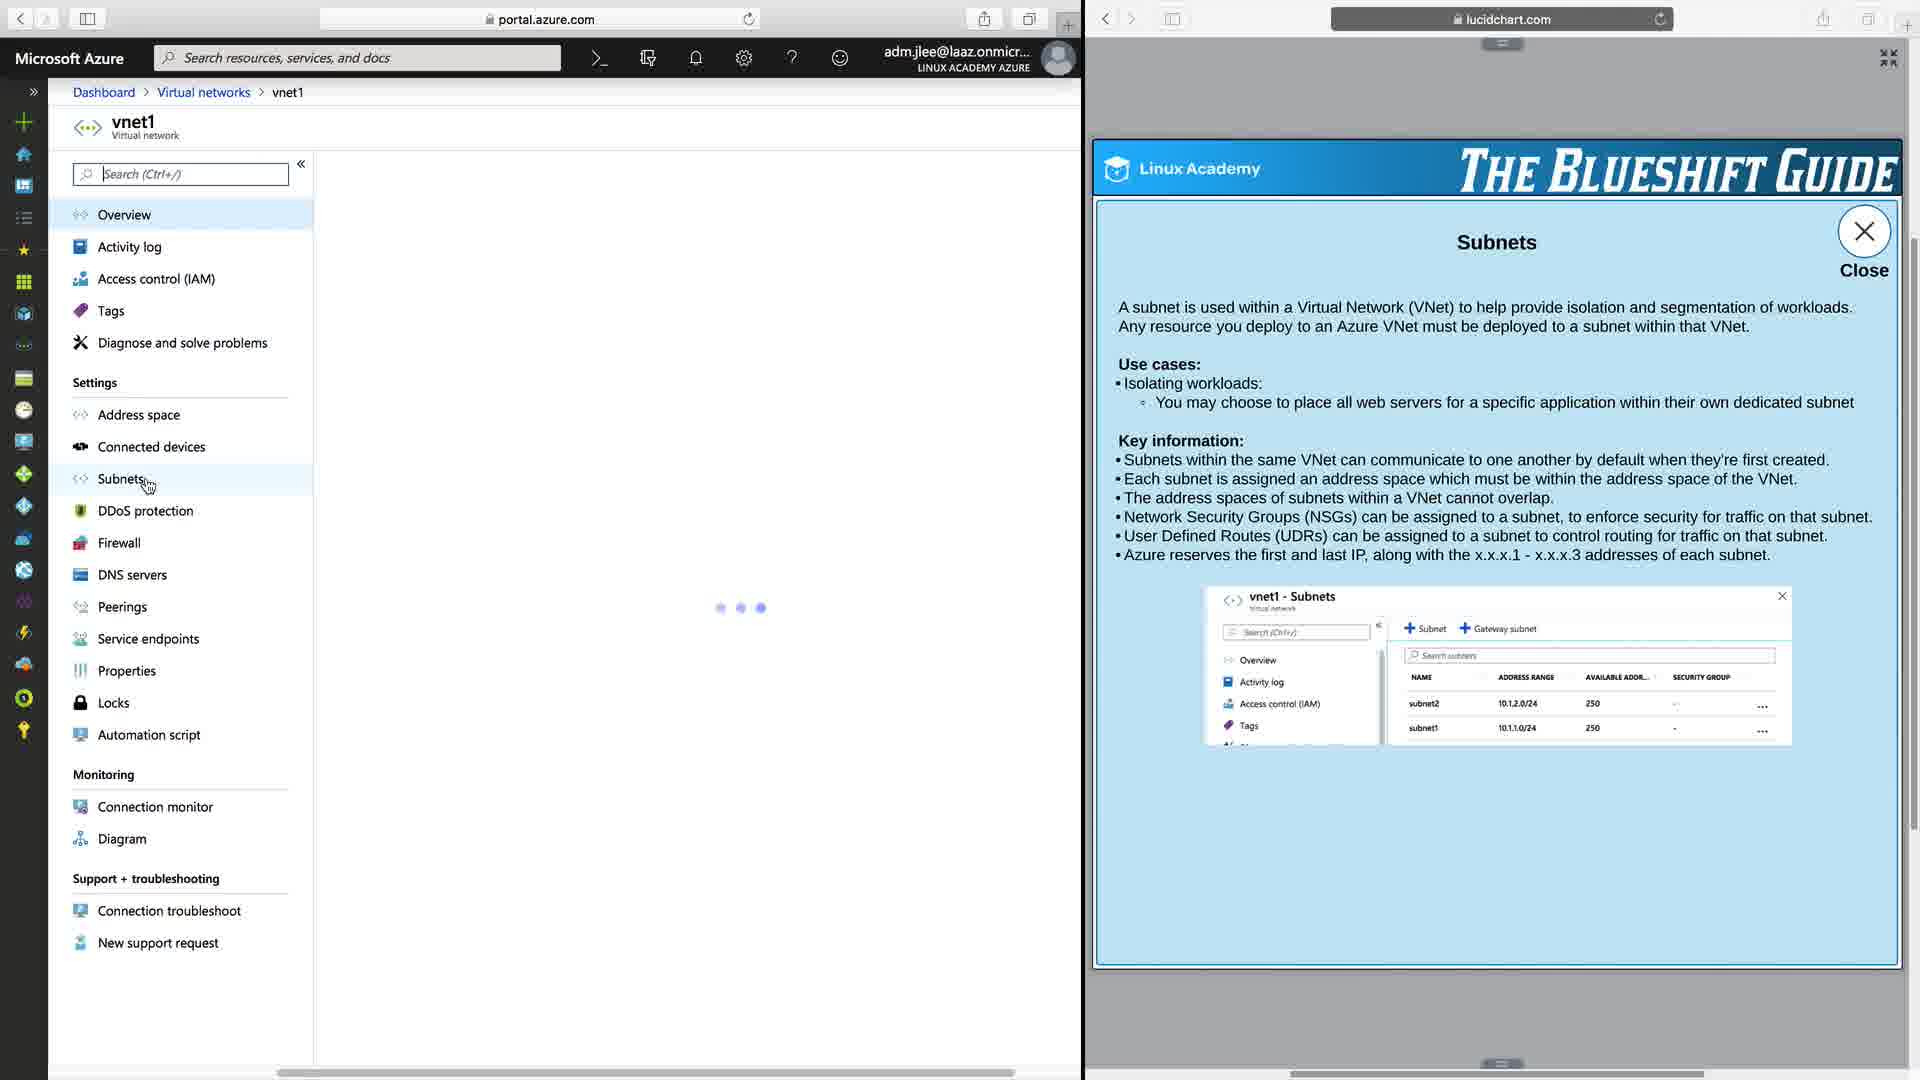 portal.azure.com
Microsoft Azure
Search resources, services, and docs
adm.jlee@laaz.onmicr...
LINUX ACADEMY AZURE
Dashboard > Virtual networks > vnet1
vnet1
Virtual network
Search (Ctrl+/)
Overview
Activity log
Access control (IAM)
Tags
Diagnose and solve problems
Settings
Address space
Connected devices
Subnets
DDoS protection
Firewall
DNS servers
Peerings
Service endpoints
Properties
Locks
Automation script
Monitoring
Connection monitor
Diagram
Support + troubleshooting
Connection troubleshoot
New support request
lucidchart.com
Linux Academy
THE BLUESHIFT GUIDE
Subnets
Close
A subnet is used within a Virtual Network (VNet) to help provide isolation and segmentation of workloads.
Any resource you deploy to an Azure VNet must be deployed to a subnet within that VNet.
Use cases:
• Isolating workloads:
◦ You may choose to place all web servers for a specific application within their own dedicated subnet
Key information:
• Subnets within the same VNet can communicate to one another by default when they're first created.
• Each subnet is assigned an address space which must be within the address space of the VNet.
• The address spaces of subnets within a VNet cannot overlap.
• Network Security Groups (NSGs) can be assigned to a subnet, to enforce security for traffic on that subnet.
• User Defined Routes (UDRs) can be assigned to a subnet to control routing for traffic on that subnet.
• Azure reserves the first and last IP, along with the x.x.x.1 - x.x.x.3 addresses of each subnet.
vnet1 - Subnets
Virtual network
Search (Ctrl+/)
Overview
Activity log
Access control (IAM)
Tags
+ Subnet + Gateway subnet
Search subnets
NAME ADDRESS RANGE AVAILABLE ADDR... SECURITY GROUP
subnet2 10.1.2.0/24 250 - ...
subnet1 10.1.1.0/24 250 - ...